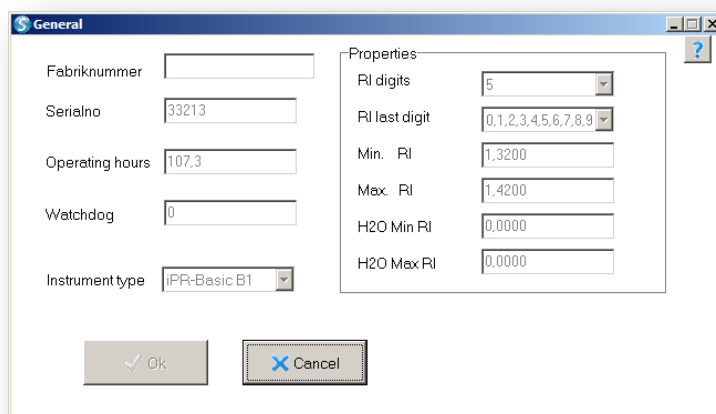 General
Fabriknummer
Serialno 33213
Operating hours 107,3
Watchdog 0
Instrument type iPR-Basic B1
Properties
RI digits 5
RI last digit 0,1,2,3,4,5,6,7,8,9
Min. RI 1,3200
Max. RI 1,4200
H2O Min RI 0,0000
H2O Max RI 0,0000
Ok
Cancel
?